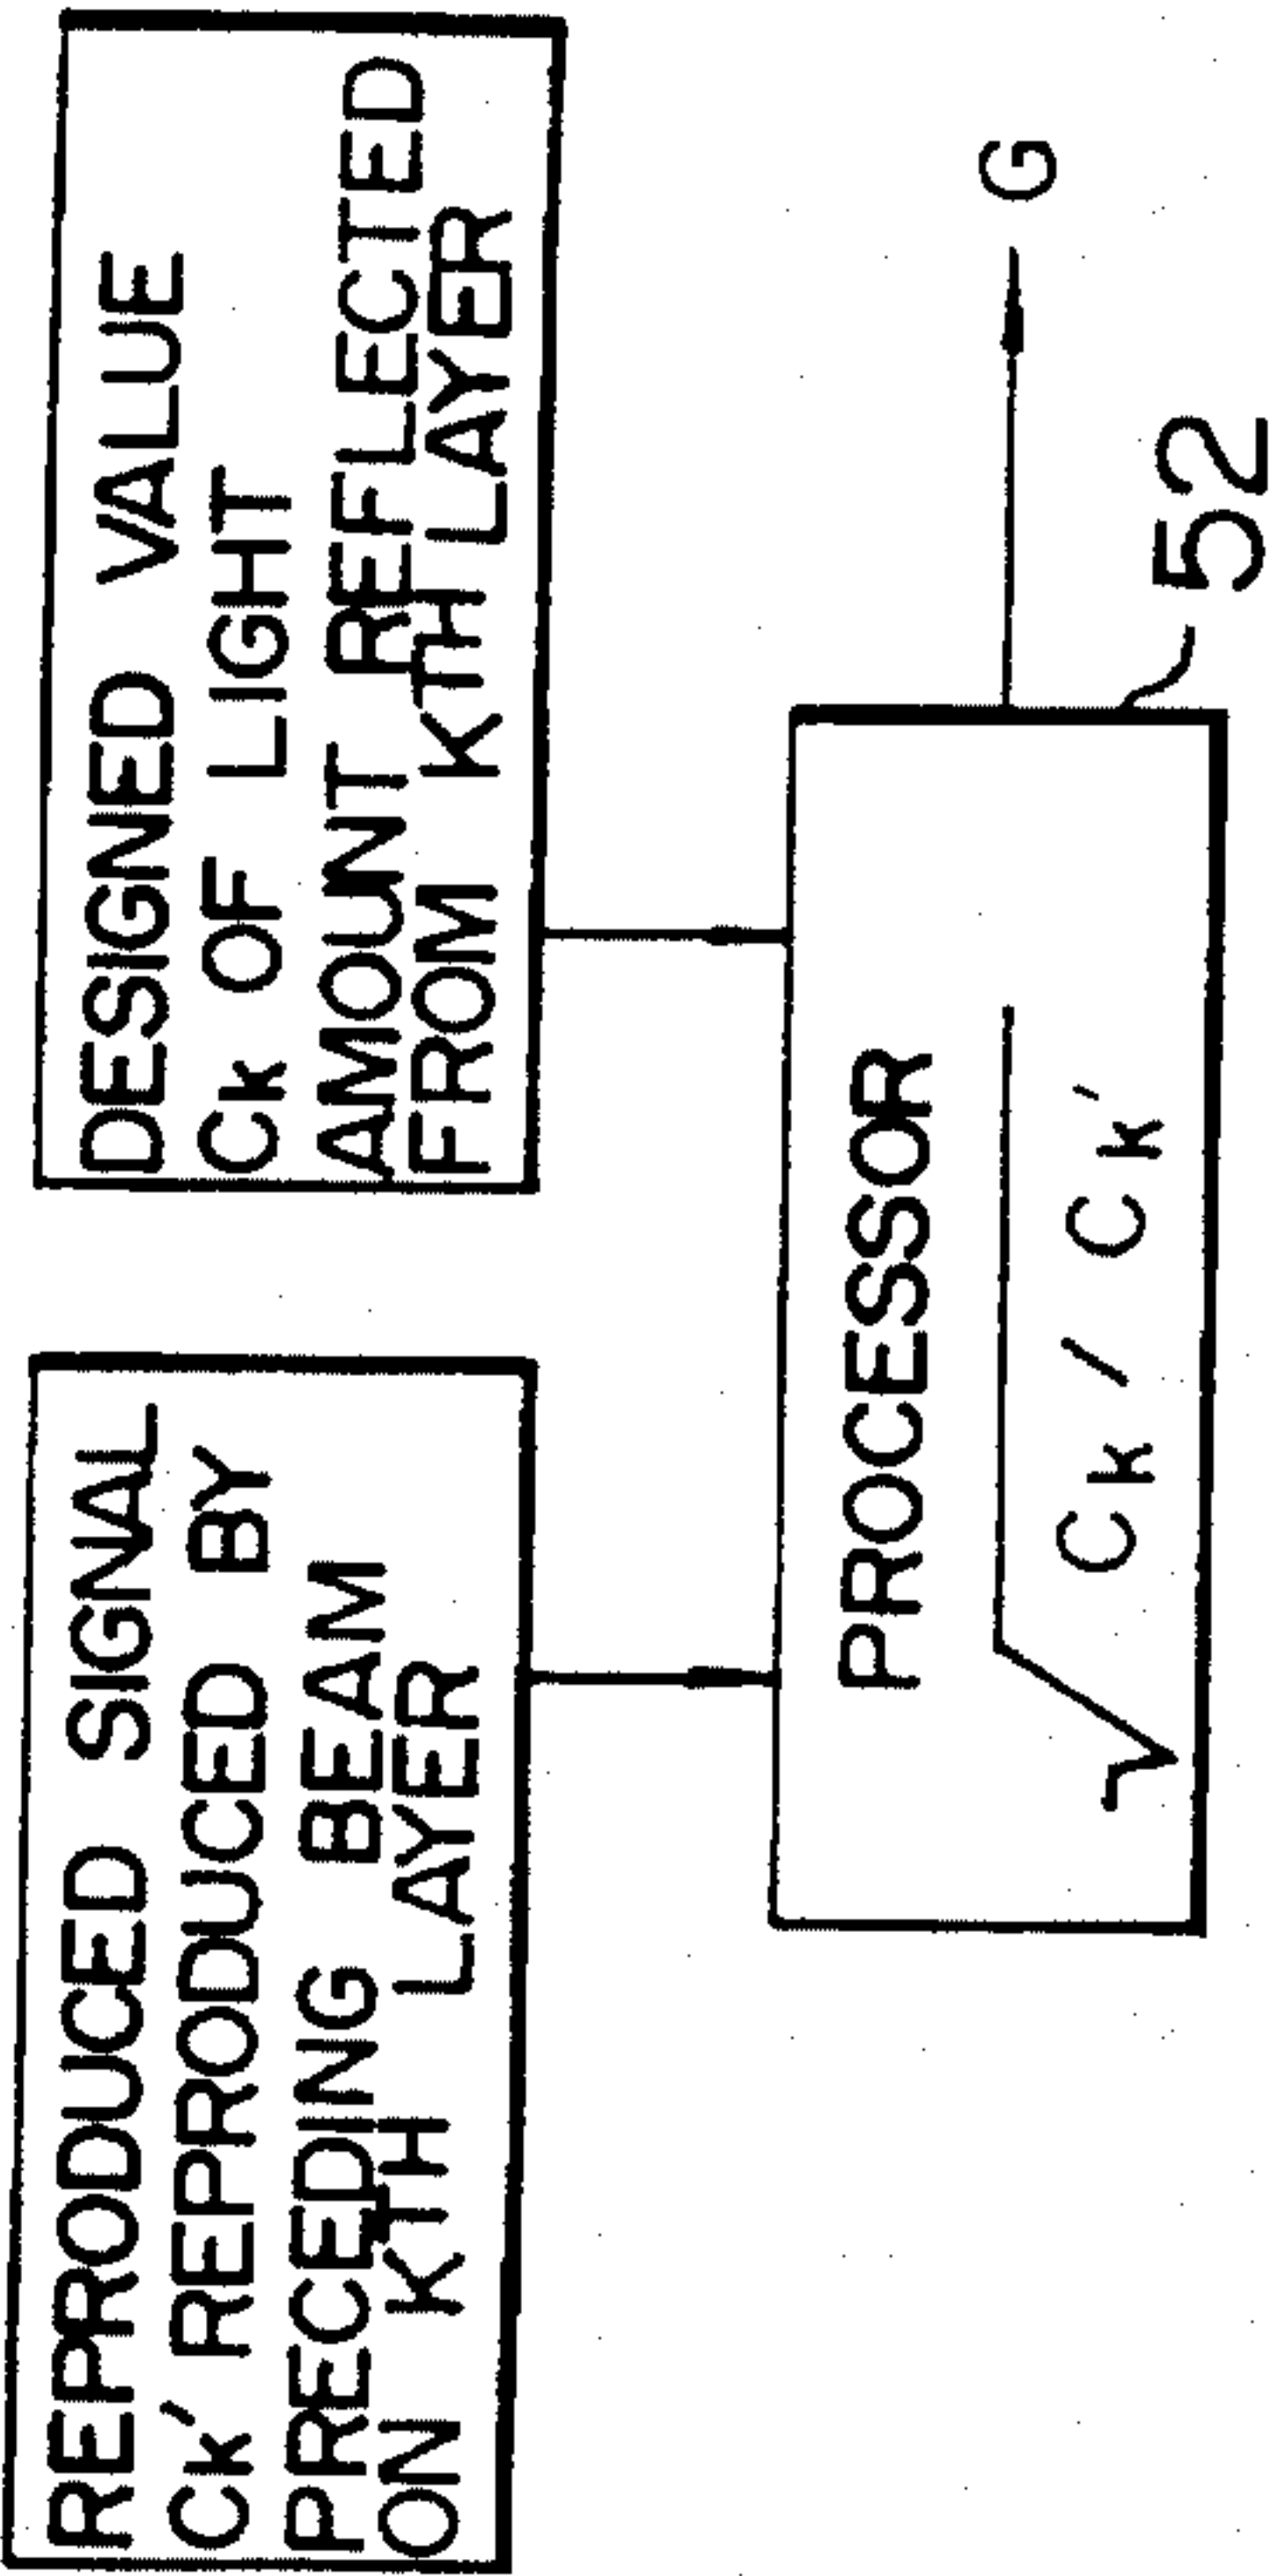 REPRODUCED SIGNAL
Ck' REPRODUCED BY
PRECEDING BEAM
ON KTH LAYER
DESIGNED VALUE
Ck OF LIGHT
AMOUNT REFLECTED
FROM KTH LAYER
PROCESSOR
√Ck / Ck'
G
52